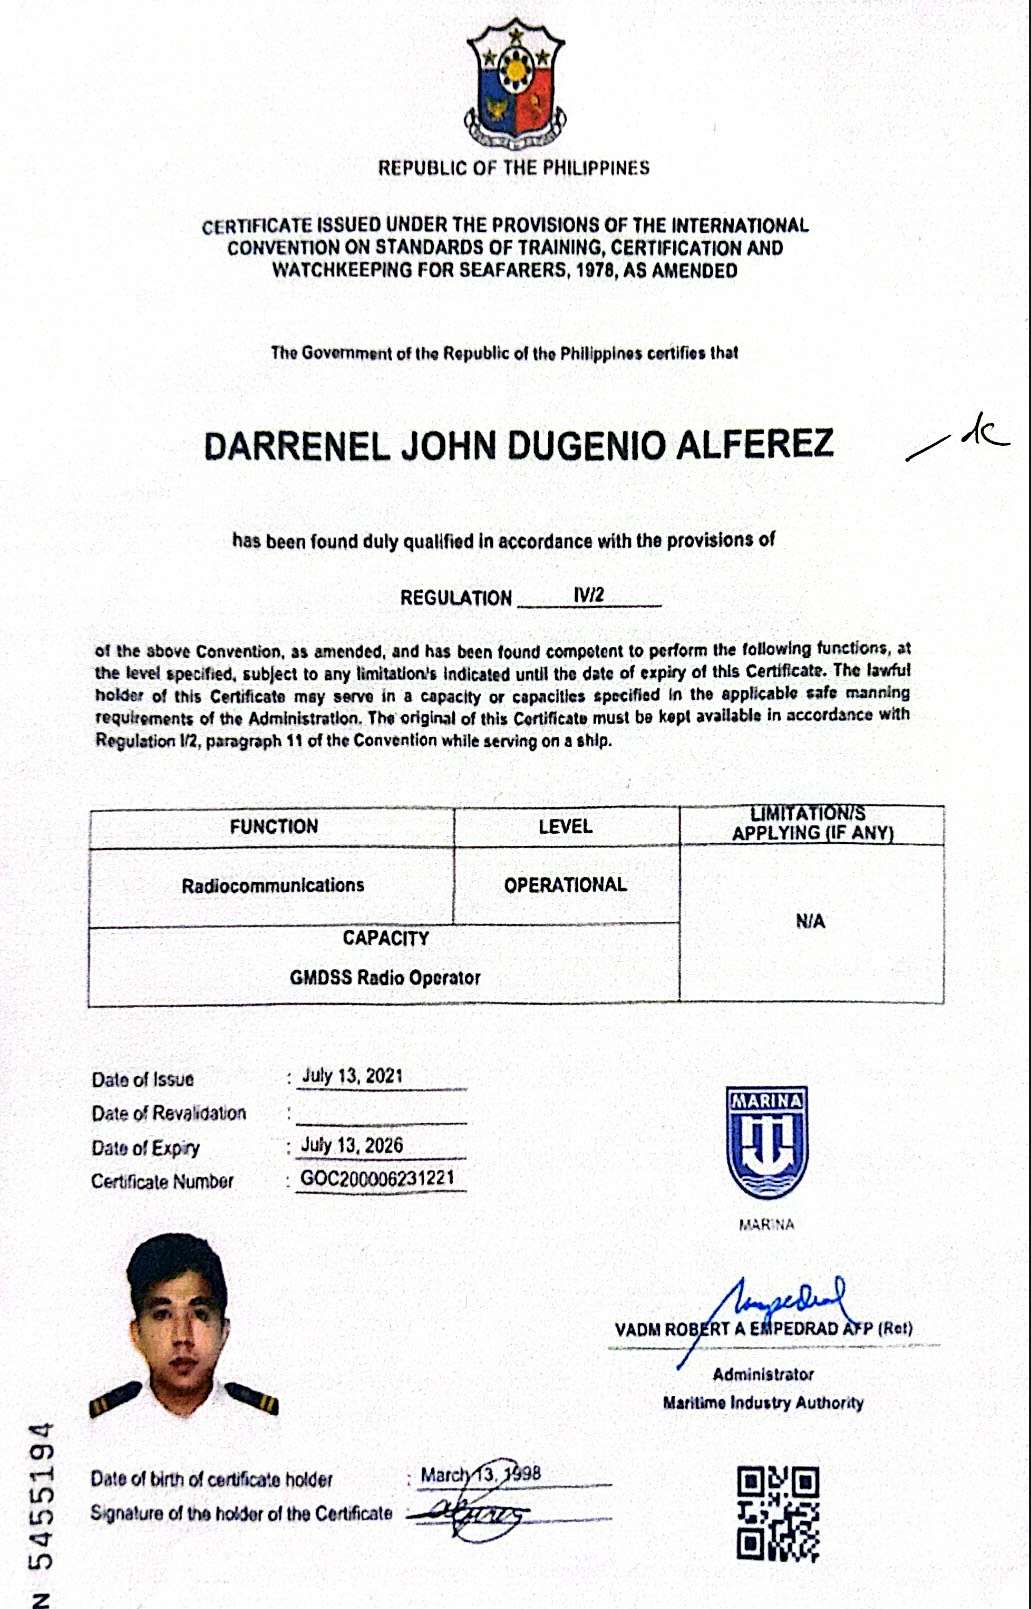 REPUBLIC OF THE PHILIPPINES
CERTIFICATE ISSUED UNDER THE PROVISIONS OF THE INTERNATIONAL
CONVENTION ON STANDARDS OF TRAINING, CERTIFICATION AND
WATCHKEEPING FOR SEAFARERS, 1978, AS AMENDED
The Government of the Republic of the Philippines certifies that
DARRENEL JOHN DUGENIO ALFEREZ
has been found duly qualified in accordance with the provisions of
REGULATION IV/2
of the above Convention, as amended, and has been found competent to perform the following functions, at
the level specified, subject to any limitation's indicated until the date of expiry of this Certificate. The lawful
holder of this Certificate may serve in a capacity or capacities specified in the applicable safe manning
requirements of the Administration. The original of this Certificate must be kept available in accordance with
Regulation I/2, paragraph 11 of the Convention while serving on a ship.
FUNCTION LEVEL LIMITATION/S
APPLYING (IF ANY)
Radiocommunications OPERATIONAL
N/A
CAPACITY
GMDSS Radio Operator
Date of Issue : July 13, 2021
Date of Revalidation :
Date of Expiry : July 13, 2026
Certificate Number : GOC200006231221
MARINA
MARINA
VADM ROBERT A EMPEDRAD AFP (Ret)
Administrator
Maritime Industry Authority
Date of birth of certificate holder : March 13, 1998
Signature of the holder of the Certificate :
N 5455194